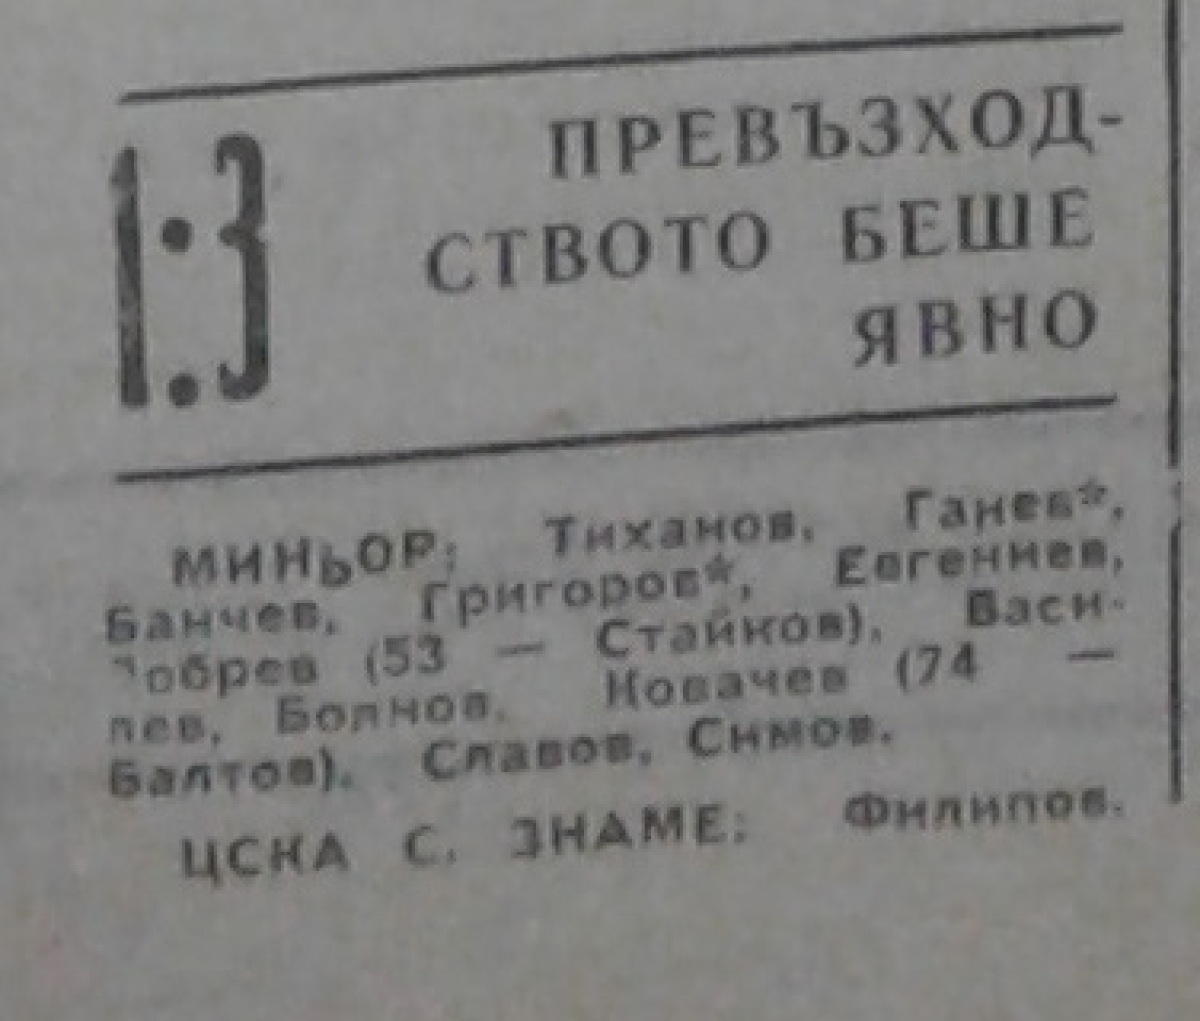 1:3
ПРЕВЪЗХОД-
СТВОТО БЕШЕ
ЯВНО
МИНЬОР: Тиханов, Ганев*,
Банчев, Григоров*, Евгениев,
Добрев (53 — Стайков), Васи-
лев, Болнов, Ковачев (74 —
Балтов), Славов, Симов.
ЦСКА С. ЗНАМЕ: Филипов.